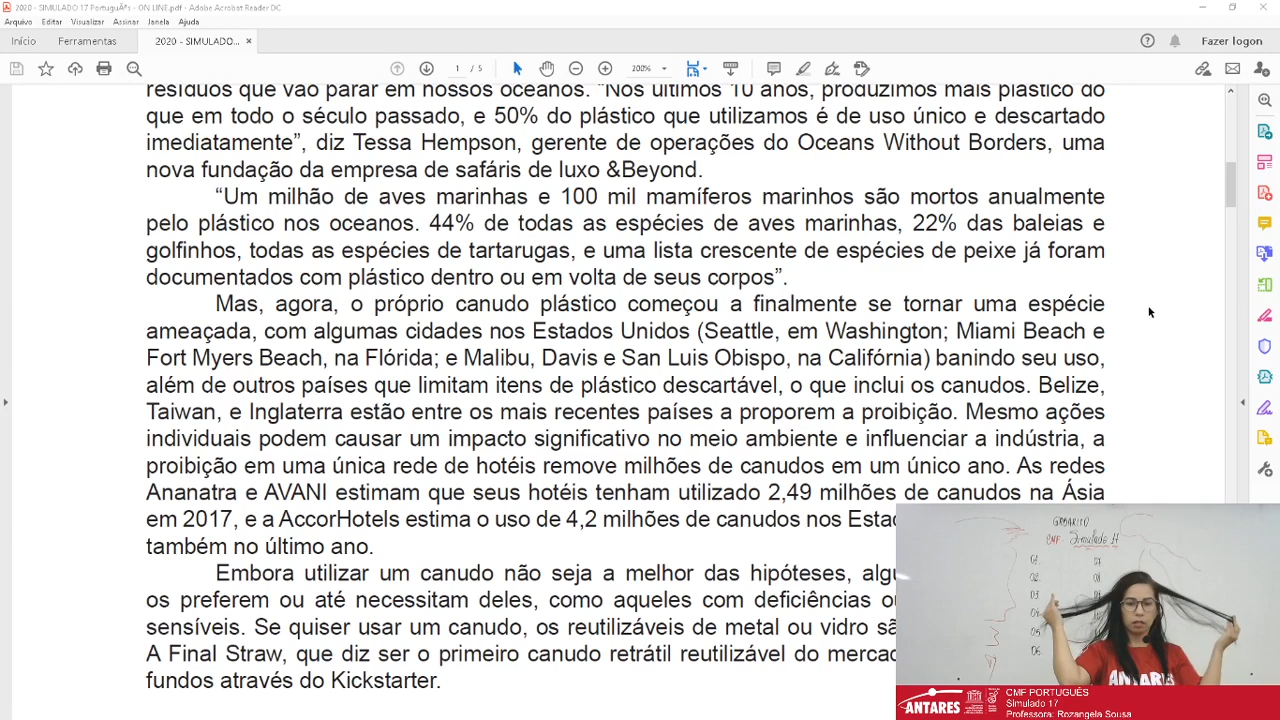 2020 - SIMULADO 17 PortuguÃªs - ON LINE.pdf - Adobe Acrobat Reader DC
Arquivo Editar Visualizar Assinar Janela Ajuda
Início Ferramentas 2020 - SIMULADO... × Fazer logon
1 / 5 200%
resíduos que vão parar em nossos oceanos. “Nos últimos 10 anos, produzimos mais plástico do
que em todo o século passado, e 50% do plástico que utilizamos é de uso único e descartado
imediatamente”, diz Tessa Hempson, gerente de operações do Oceans Without Borders, uma
nova fundação da empresa de safáris de luxo &Beyond.
“Um milhão de aves marinhas e 100 mil mamíferos marinhos são mortos anualmente
pelo plástico nos oceanos. 44% de todas as espécies de aves marinhas, 22% das baleias e
golfinhos, todas as espécies de tartarugas, e uma lista crescente de espécies de peixe já foram
documentados com plástico dentro ou em volta de seus corpos”.
Mas, agora, o próprio canudo plástico começou a finalmente se tornar uma espécie
ameaçada, com algumas cidades nos Estados Unidos (Seattle, em Washington; Miami Beach e
Fort Myers Beach, na Flórida; e Malibu, Davis e San Luis Obispo, na Califórnia) banindo seu uso,
além de outros países que limitam itens de plástico descartável, o que inclui os canudos. Belize,
Taiwan, e Inglaterra estão entre os mais recentes países a proporem a proibição. Mesmo ações
individuais podem causar um impacto significativo no meio ambiente e influenciar a indústria, a
proibição em uma única rede de hotéis remove milhões de canudos em um único ano. As redes
Ananatra e AVANI estimam que seus hotéis tenham utilizado 2,49 milhões de canudos na Ásia
em 2017, e a AccorHotels estima o uso de 4,2 milhões de canudos nos Esta
também no último ano.
Embora utilizar um canudo não seja a melhor das hipóteses, algu
os preferem ou até necessitam deles, como aqueles com deficiências ou
sensíveis. Se quiser usar um canudo, os reutilizáveis de metal ou vidro sã
A Final Straw, que diz ser o primeiro canudo retrátil reutilizável do merca
fundos através do Kickstarter.
GABARITO
CMF Simulado 17
01 07
02 08
03
04
05
06
ANTARES
ANTARES
CMF PORTUGUÊS
Simulado 17
Professora: Rozangela Sousa